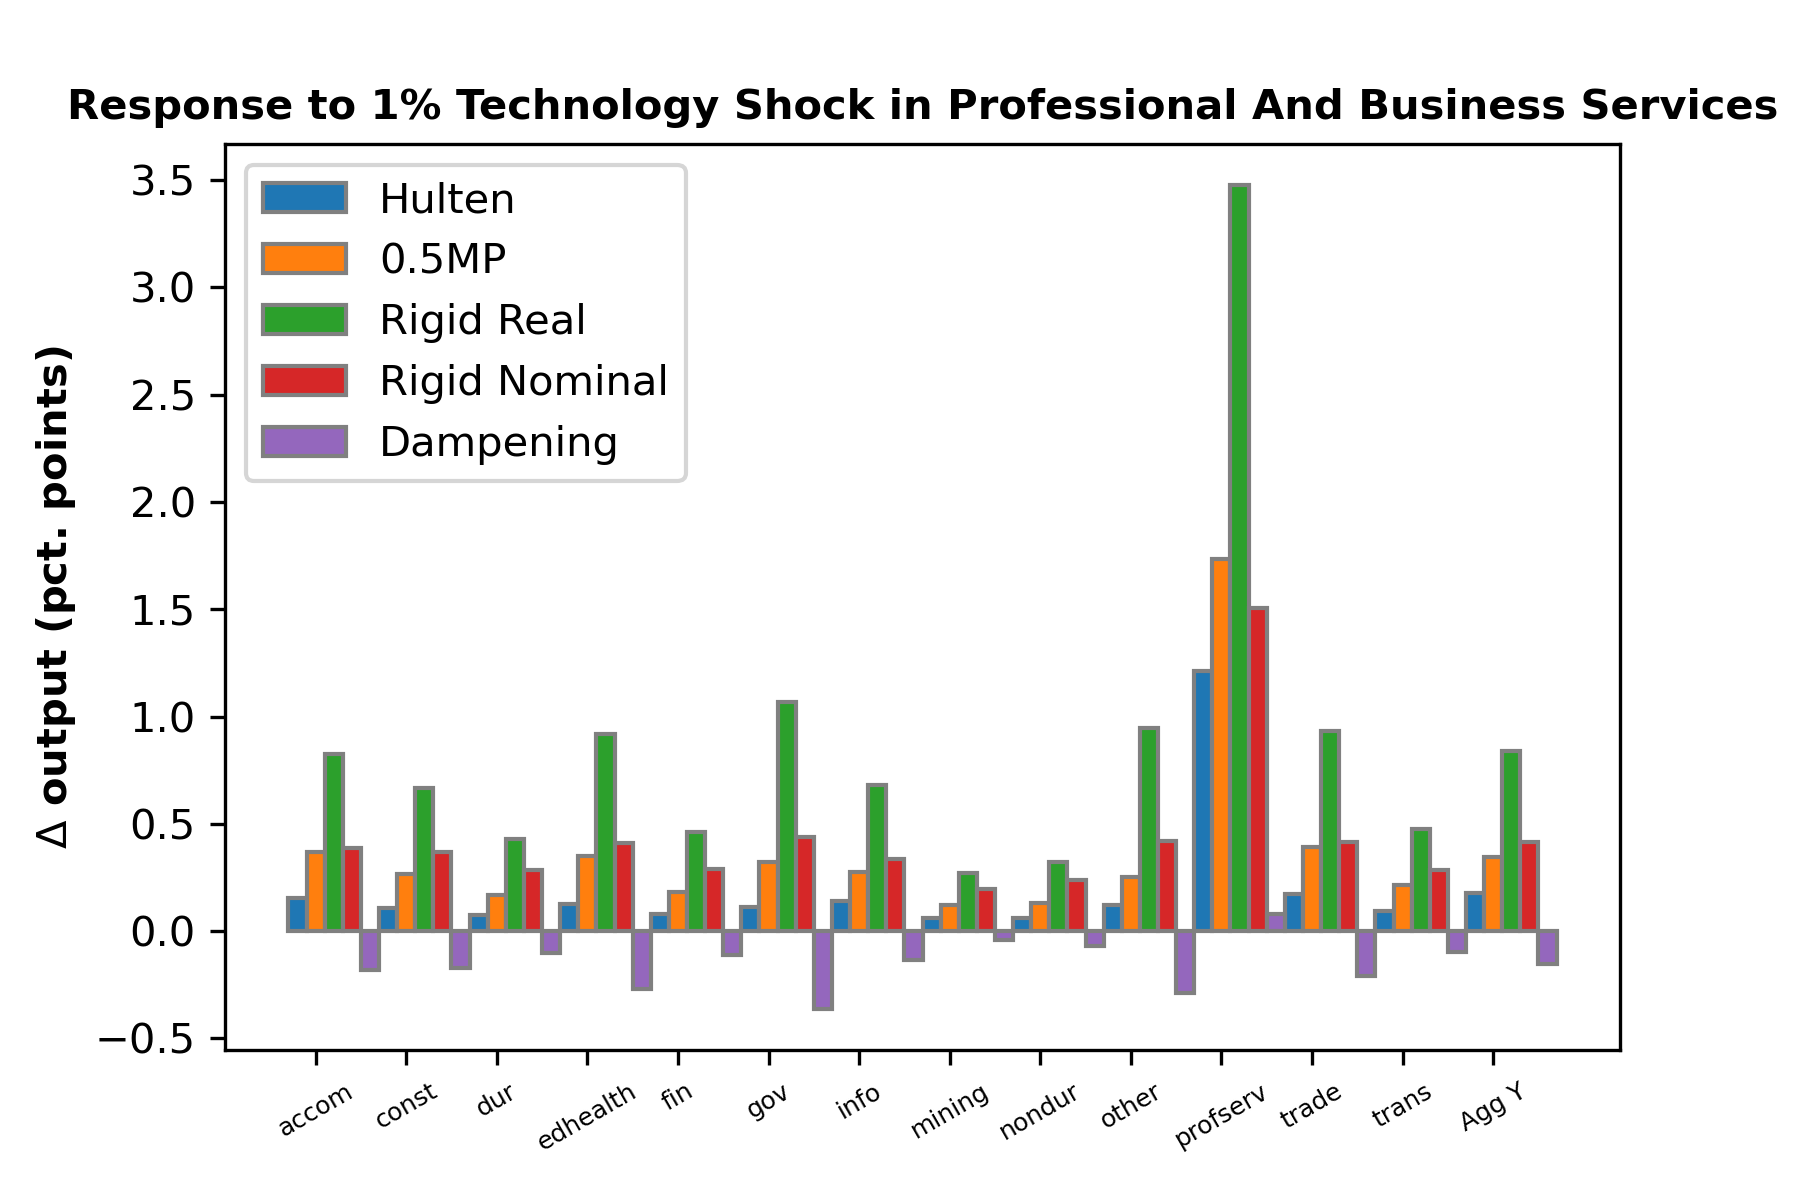 Response to 1% Technology Shock in Professional And Business Services
Δ output (pct. points)
3.5
3.0
2.5
2.0
1.5
1.0
0.5
0.0
−0.5
Hulten
0.5MP
Rigid Real
Rigid Nominal
Dampening
accom
const
dur
edhealth
fin
gov
info
mining
nondur
other
profserv
trade
trans
Agg Y